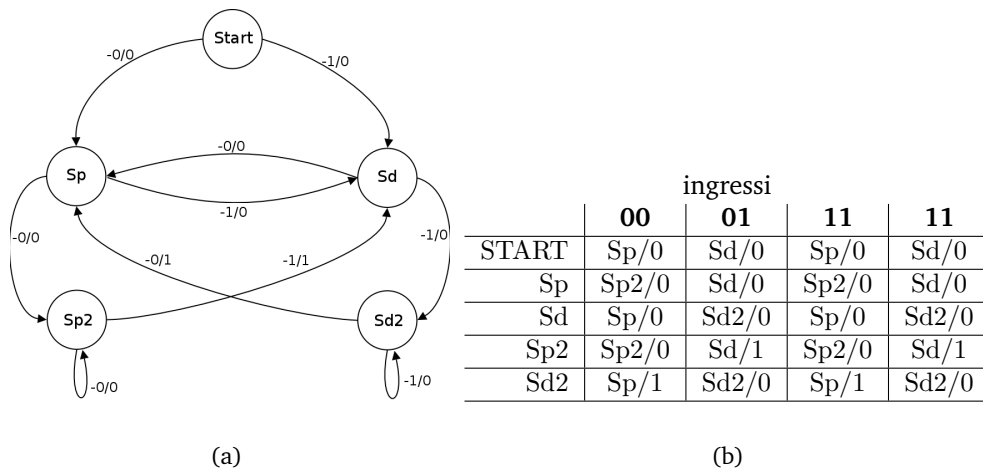 Start
-0/0
-1/0
-0/0
Sp
Sd
-1/0
-0/0
-1/0
-0/1
-1/1
Sp2
Sd2
-0/0
-1/0
(a)
ingressi
00 01 11 11
START Sp/0 Sd/0 Sp/0 Sd/0
Sp Sp2/0 Sd/0 Sp2/0 Sd/0
Sd Sp/0 Sd2/0 Sp/0 Sd2/0
Sp2 Sp2/0 Sd/1 Sp2/0 Sd/1
Sd2 Sp/1 Sd2/0 Sp/1 Sd2/0
(b)